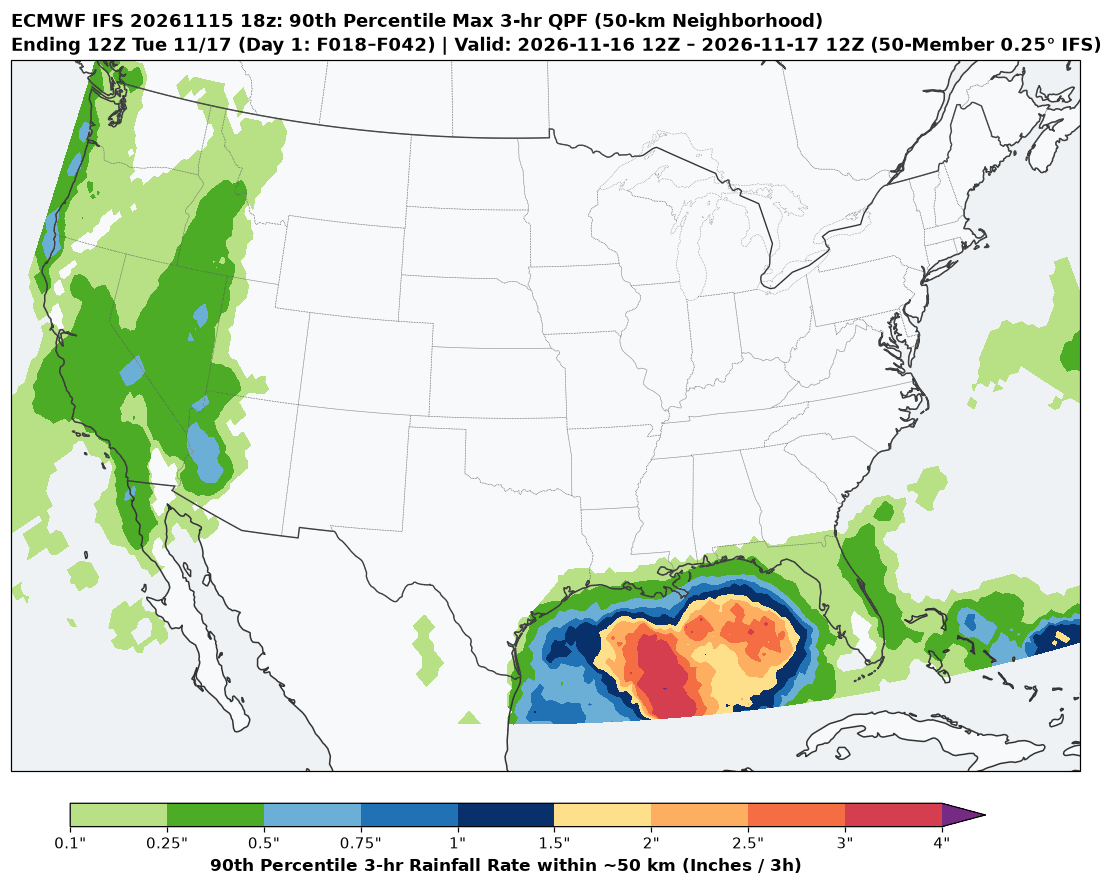 ECMWF IFS 20261115 18z: 90th Percentile Max 3-hr QPF (50-km Neighborhood)
Ending 12Z Tue 11/17 (Day 1: F018–F042) | Valid: 2026-11-16 12Z – 2026-11-17 12Z (50-Member 0.25° IFS)
0.1" 0.25" 0.5" 0.75" 1" 1.5" 2" 2.5" 3" 4"
90th Percentile 3-hr Rainfall Rate within ~50 km (Inches / 3h)